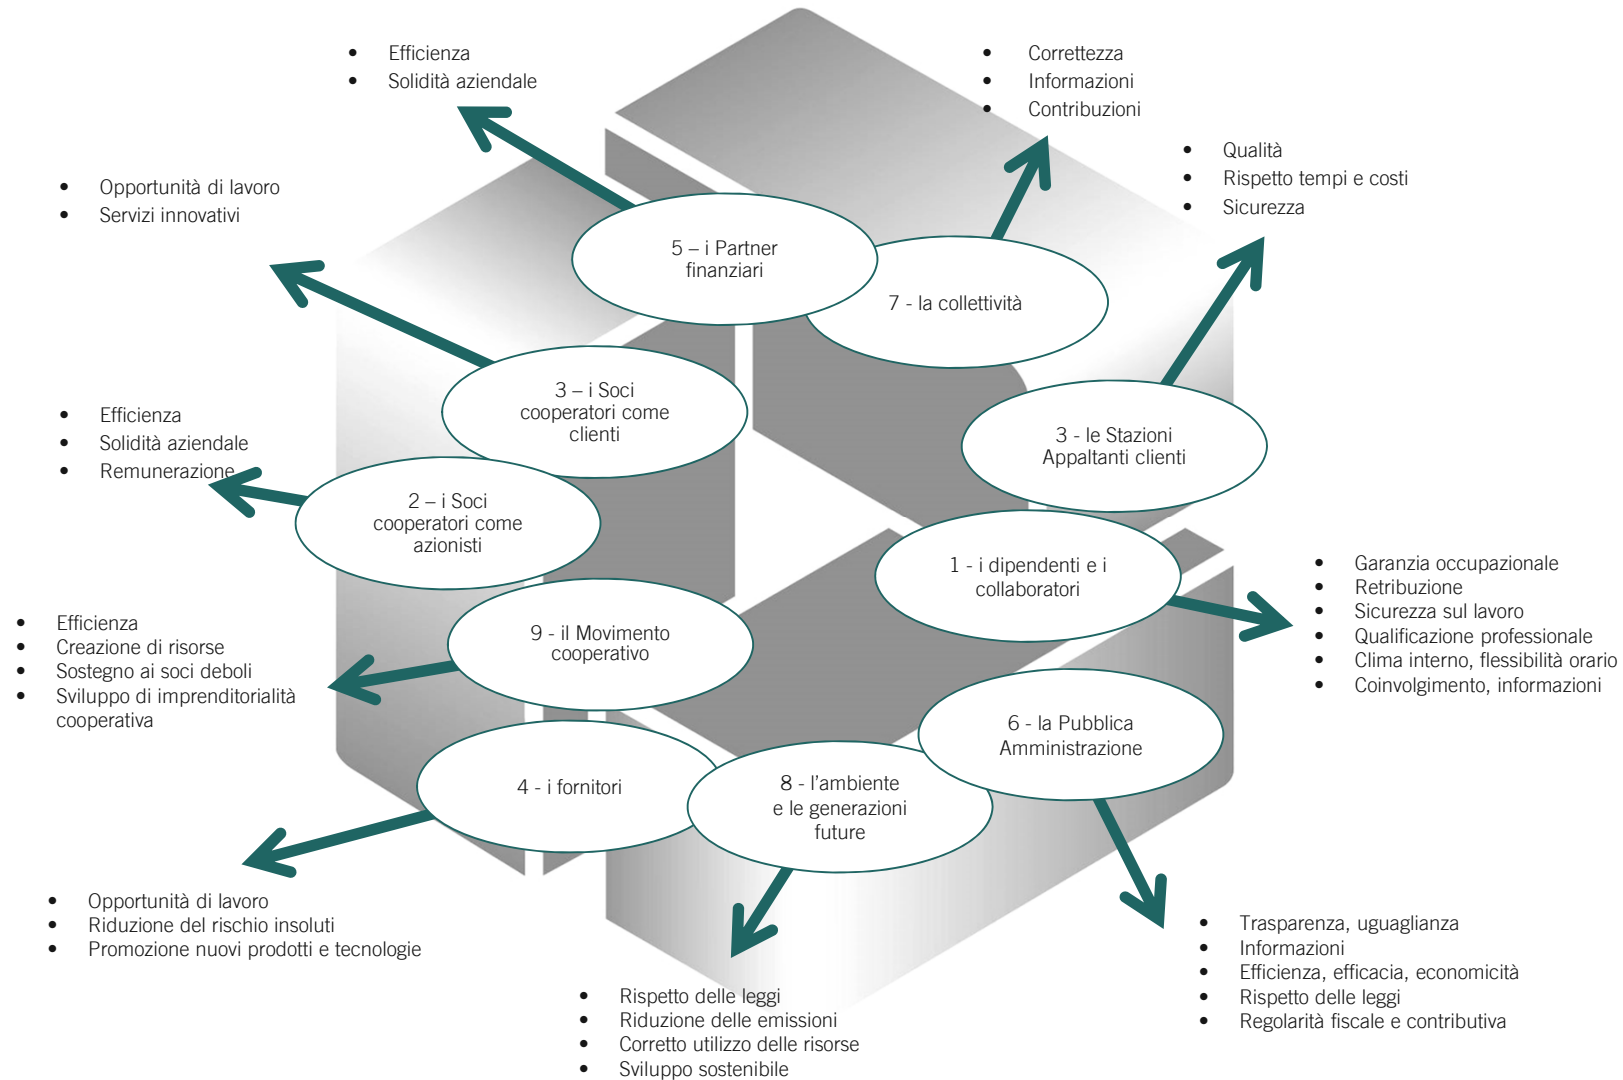 • Efficienza
• Solidità aziendale
• Correttezza
• Informazioni
• Contribuzioni
• Qualità
• Rispetto tempi e costi
• Sicurezza
• Opportunità di lavoro
• Servizi innovativi
5 – i Partner
finanziari
7 - la collettività
3 – i Soci
cooperatori come
clienti
3 - le Stazioni
Appaltanti clienti
• Efficienza
• Solidità aziendale
• Remunerazione
2 – i Soci
cooperatori come
azionisti
1 - i dipendenti e i
collaboratori
• Garanzia occupazionale
• Retribuzione
• Sicurezza sul lavoro
• Qualificazione professionale
• Clima interno, flessibilità orario
• Coinvolgimento, informazioni
• Efficienza
• Creazione di risorse
• Sostegno ai soci deboli
• Sviluppo di imprenditorialità
cooperativa
9 - il Movimento
cooperativo
6 - la Pubblica
Amministrazione
4 - i fornitori
8 - l'ambiente
e le generazioni
future
• Opportunità di lavoro
• Riduzione del rischio insoluti
• Promozione nuovi prodotti e tecnologie
• Trasparenza, uguaglianza
• Informazioni
• Efficienza, efficacia, economicità
• Rispetto delle leggi
• Regolarità fiscale e contributiva
• Rispetto delle leggi
• Riduzione delle emissioni
• Corretto utilizzo delle risorse
• Sviluppo sostenibile